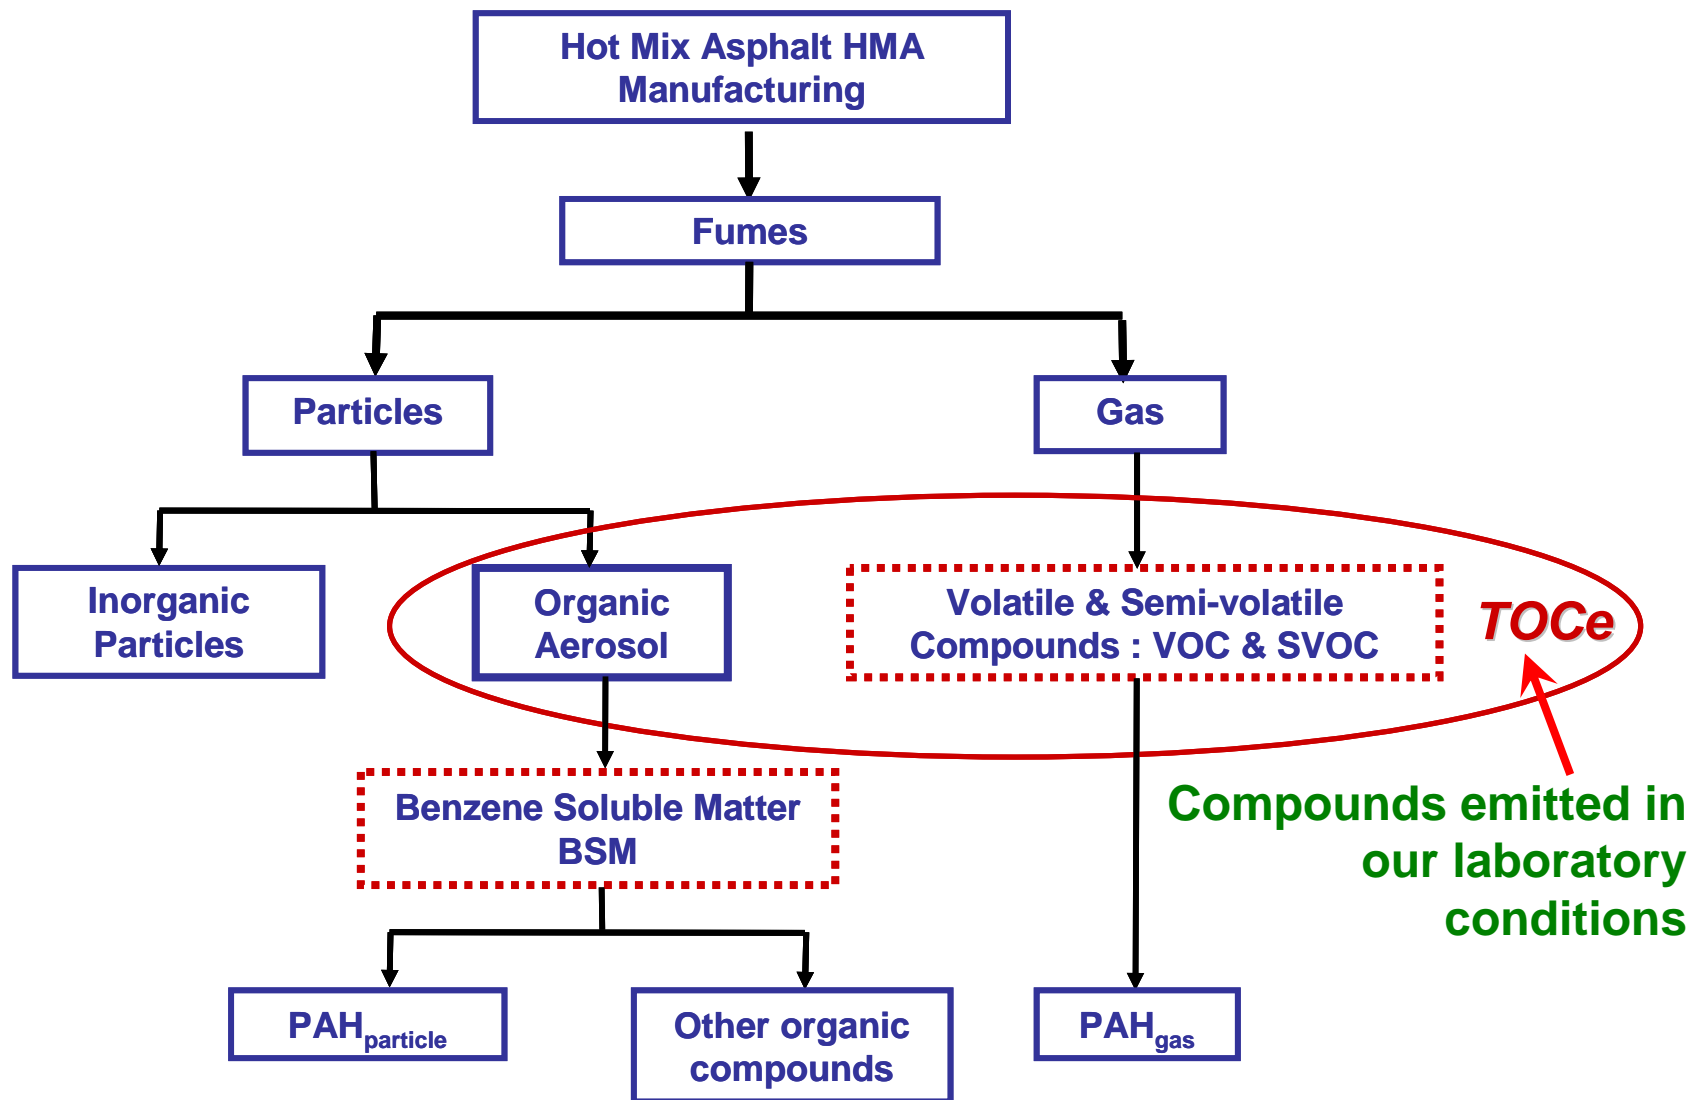 Hot Mix Asphalt HMA
Manufacturing
Fumes
Particles
Gas
Inorganic
Particles
Organic
Aerosol
Volatile & Semi-volatile
Compounds : VOC & SVOC
TOCe
Benzene Soluble Matter
BSM
Compounds emitted in
our laboratory
conditions
PAHparticle
Other organic
compounds
PAHgas